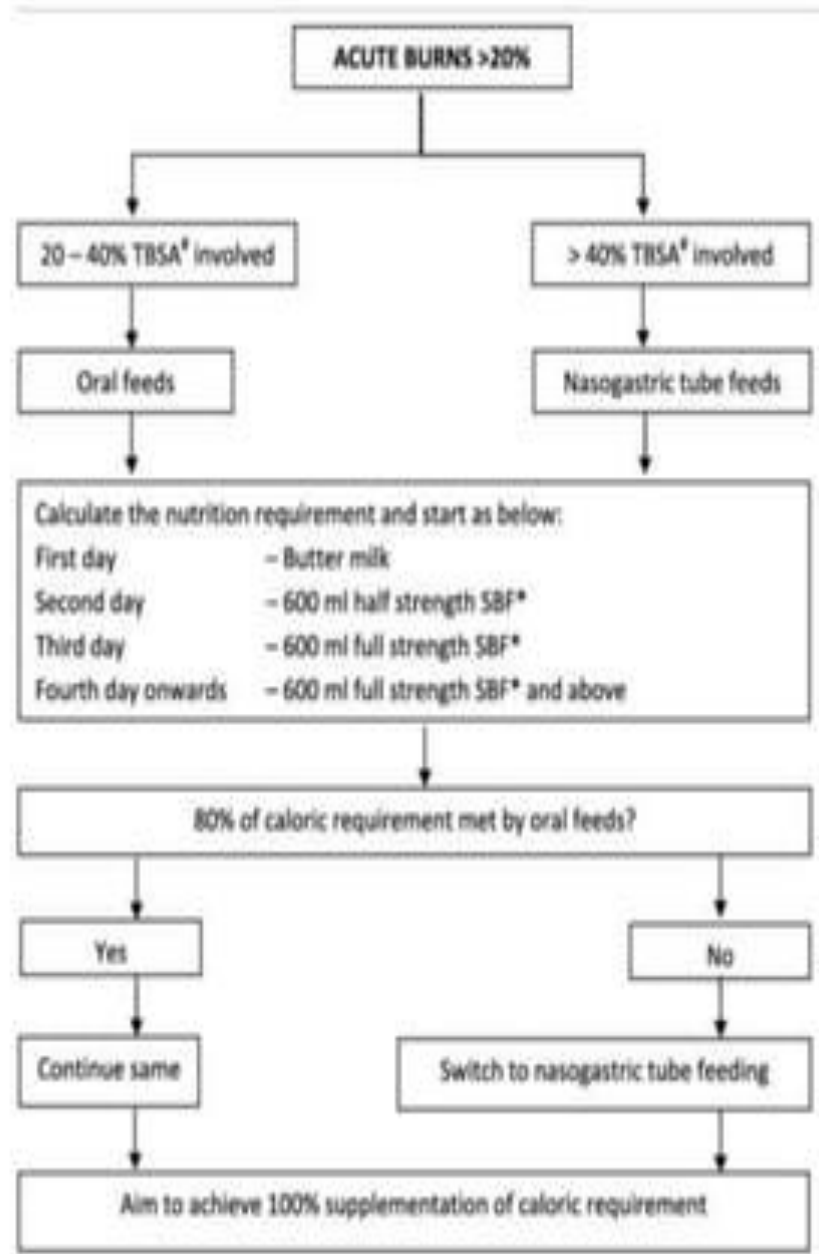 ACUTE BURNS >20%
20 – 40% TBSA# involved
> 40% TBSA# involved
Oral feeds
Nasogastric tube feeds
Calculate the nutrition requirement and start as below:
First day – Butter milk
Second day – 600 ml half strength SBF*
Third day – 600 ml full strength SBF*
Fourth day onwards – 600 ml full strength SBF* and above
80% of caloric requirement met by oral feeds?
Yes
No
Continue same
Switch to nasogastric tube feeding
Aim to achieve 100% supplementation of caloric requirement